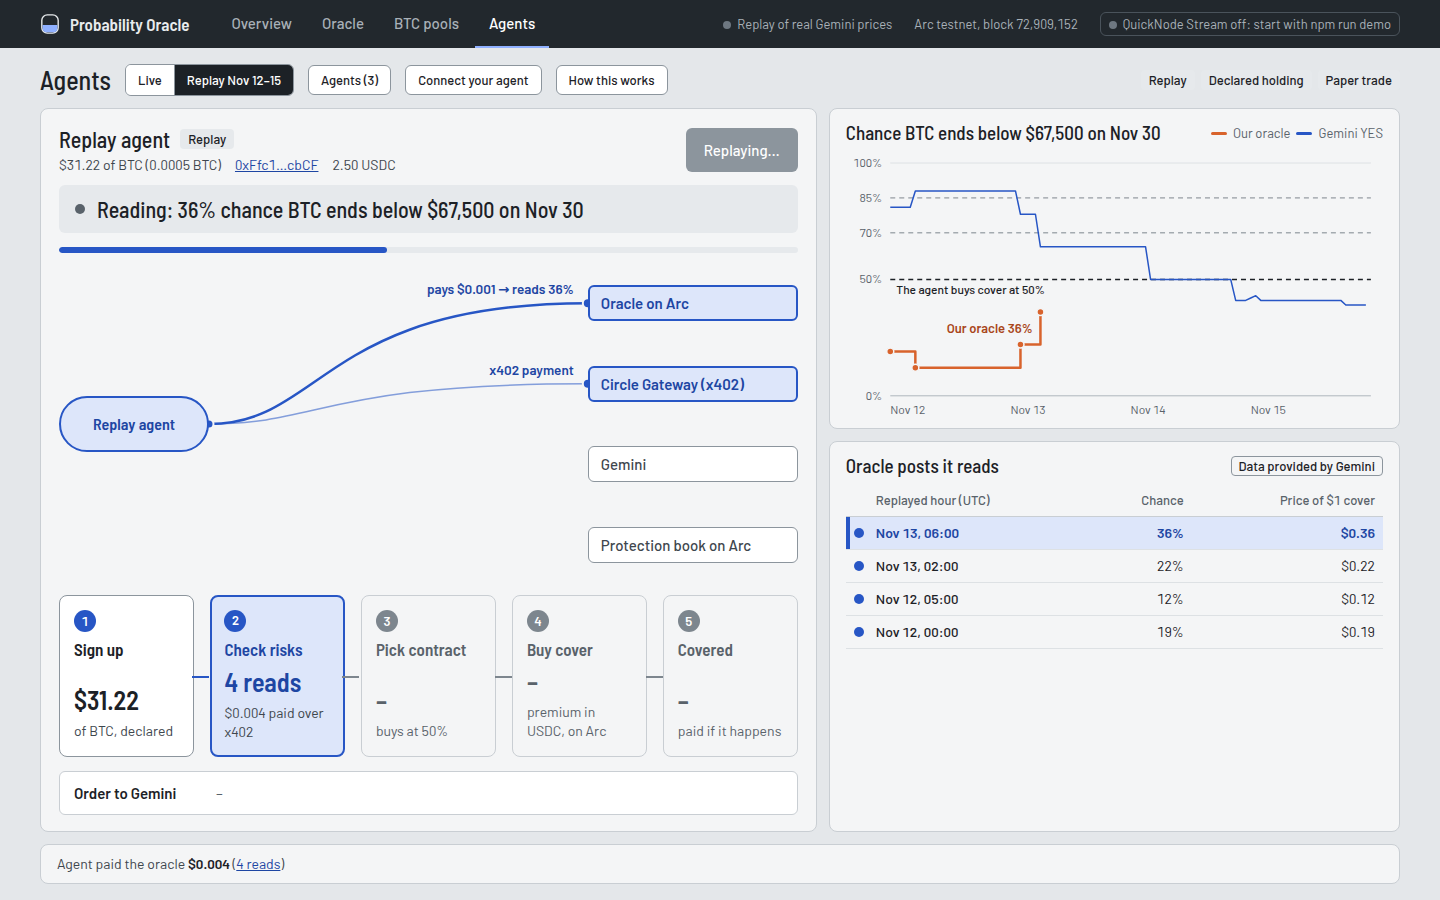 Probability Oracle
Overview
Oracle
BTC pools
Agents
Replay of real Gemini prices
Arc testnet, block 72,909,152
QuickNode Stream off: start with npm run demo
Agents
Live
Replay Nov 12–15
Agents (3)
Connect your agent
How this works
Replay
Declared holding
Paper trade
Replay agent
Replay
$31.22 of BTC (0.0005 BTC)
0xFfc1...cbCF
2.50 USDC
Replaying...
Reading: 36% chance BTC ends below $67,500 on Nov 30
pays $0.001 → reads 36%
Oracle on Arc
x402 payment
Circle Gateway (x402)
Replay agent
Gemini
Protection book on Arc
1
Sign up
$31.22
of BTC, declared
2
Check risks
4 reads
$0.004 paid over
x402
3
Pick contract
–
buys at 50%
4
Buy cover
–
premium in
USDC, on Arc
5
Covered
–
paid if it happens
Order to Gemini
–
Chance BTC ends below $67,500 on Nov 30
Our oracle
Gemini YES
100%
85%
70%
50%
The agent buys cover at 50%
Our oracle 36%
0%
Nov 12
Nov 13
Nov 14
Nov 15
Oracle posts it reads
Data provided by Gemini
Replayed hour (UTC)
Chance
Price of $1 cover
Nov 13, 06:00
36%
$0.36
Nov 13, 02:00
22%
$0.22
Nov 12, 05:00
12%
$0.12
Nov 12, 00:00
19%
$0.19
Agent paid the oracle $0.004 (4 reads)